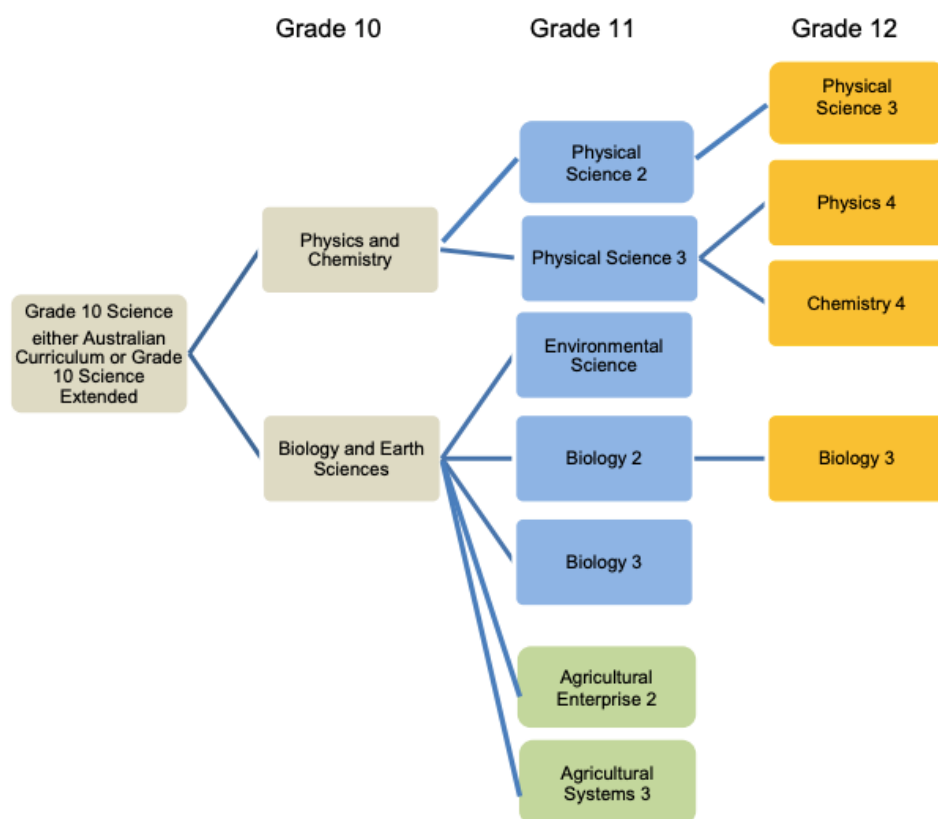 Grade 10
Grade 11
Grade 12
Physical
Science 3
Physical
Science 2
Physics 4
Physics and
Chemistry
Physical Science 3
Chemistry 4
Grade 10 Science
either Australian
Curriculum or Grade
10 Science
Extended
Environmental
Science
Biology and Earth
Sciences
Biology 2
Biology 3
Biology 3
Agricultural
Enterprise 2
Agricultural
Systems 3